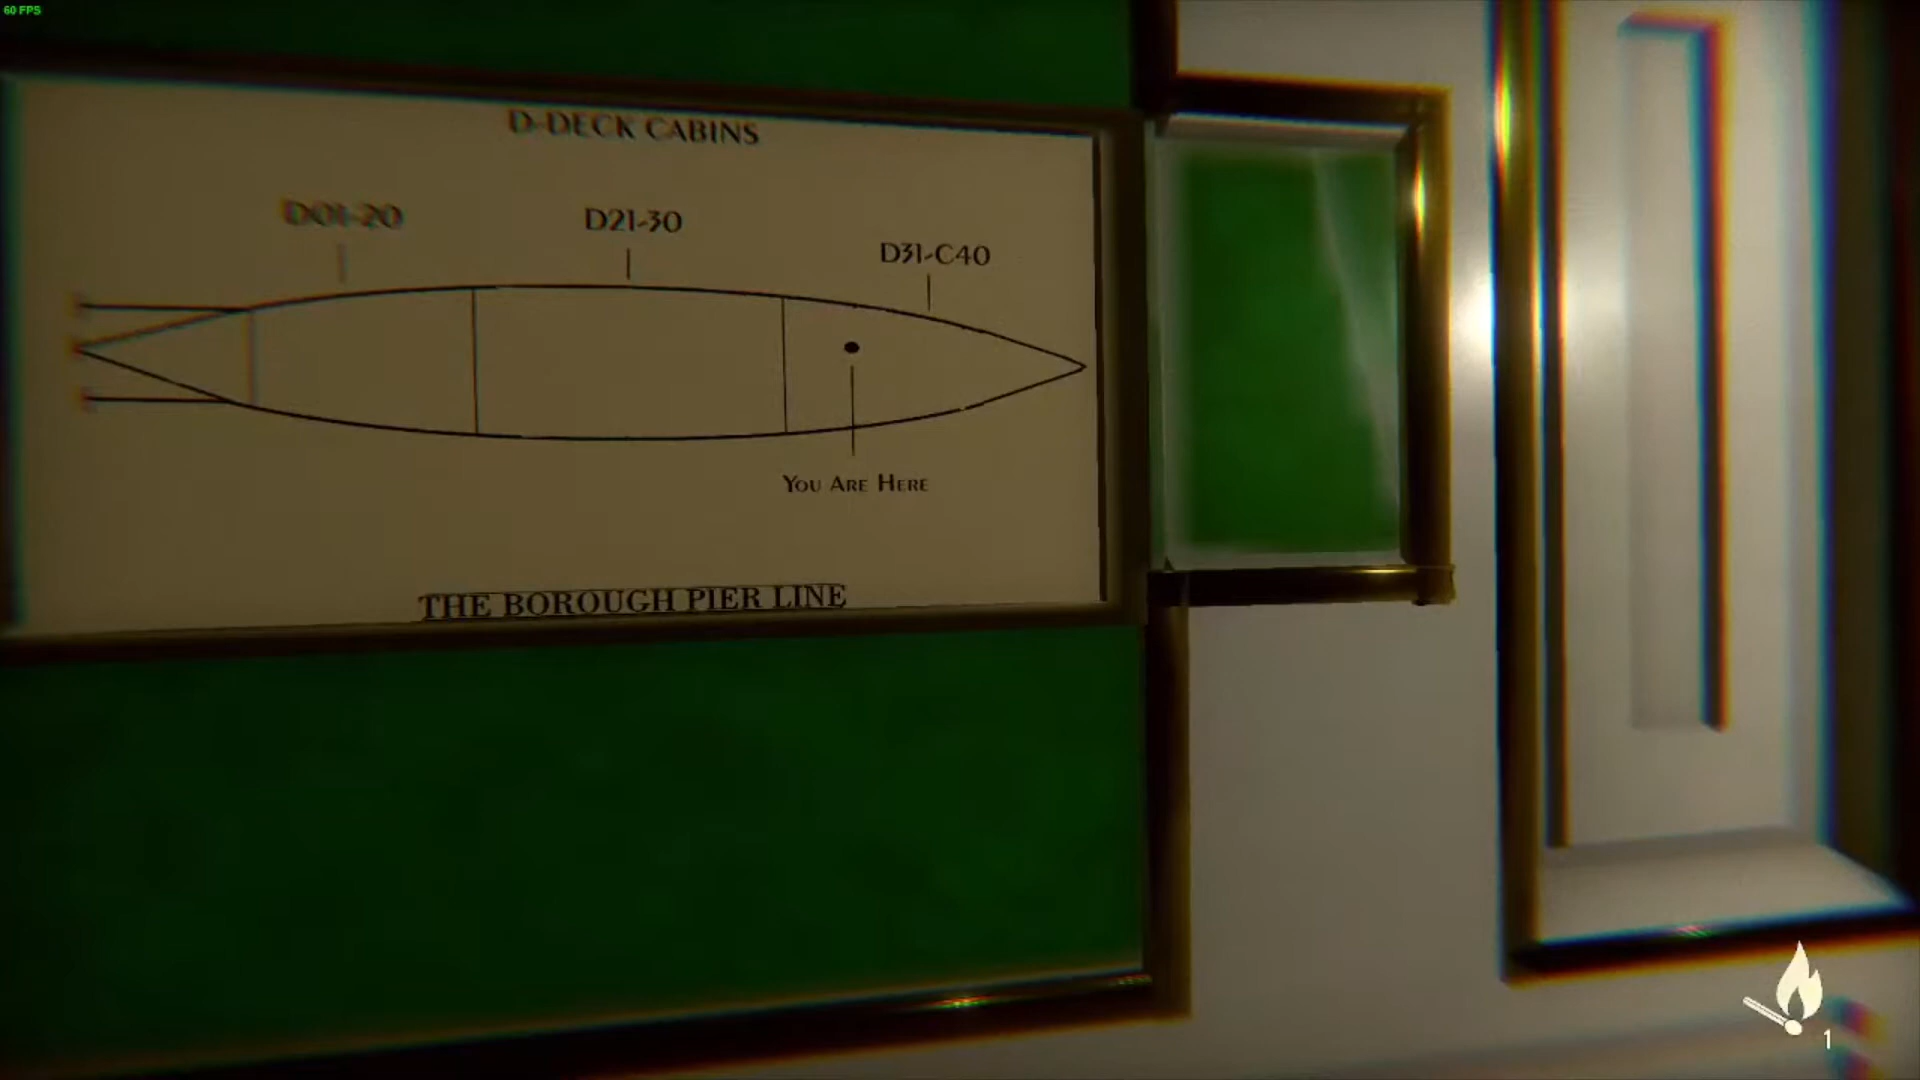 60 FPS
D-DECK CABINS
D01-20
D21-30
D31-C40
YOU ARE HERE
THE BOROUGH PIER LINE
1